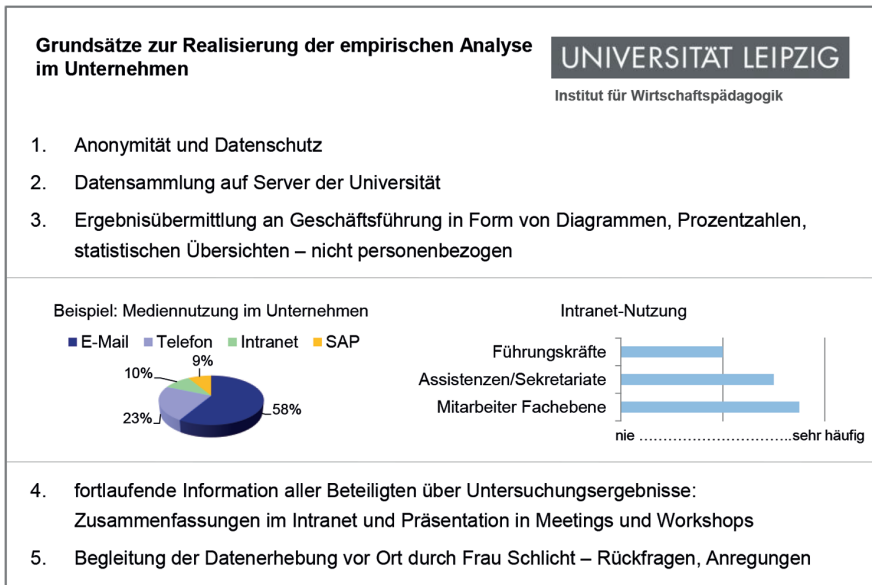 Grundsätze zur Realisierung der empirischen Analyse
im Unternehmen
UNIVERSITÄT LEIPZIG
Institut für Wirtschaftspädagogik
1. Anonymität und Datenschutz
2. Datensammlung auf Server der Universität
3. Ergebnisübermittlung an Geschäftsführung in Form von Diagrammen, Prozentzahlen,
statistischen Übersichten – nicht personenbezogen
Beispiel: Mediennutzung im Unternehmen
E-Mail Telefon Intranet SAP
9%
10%
58%
23%
Intranet-Nutzung
Führungskräfte
Assistenzen/Sekretariate
Mitarbeiter Fachebene
nie ................................sehr häufig
4. fortlaufende Information aller Beteiligten über Untersuchungsergebnisse:
Zusammenfassungen im Intranet und Präsentation in Meetings und Workshops
5. Begleitung der Datenerhebung vor Ort durch Frau Schlicht – Rückfragen, Anregungen